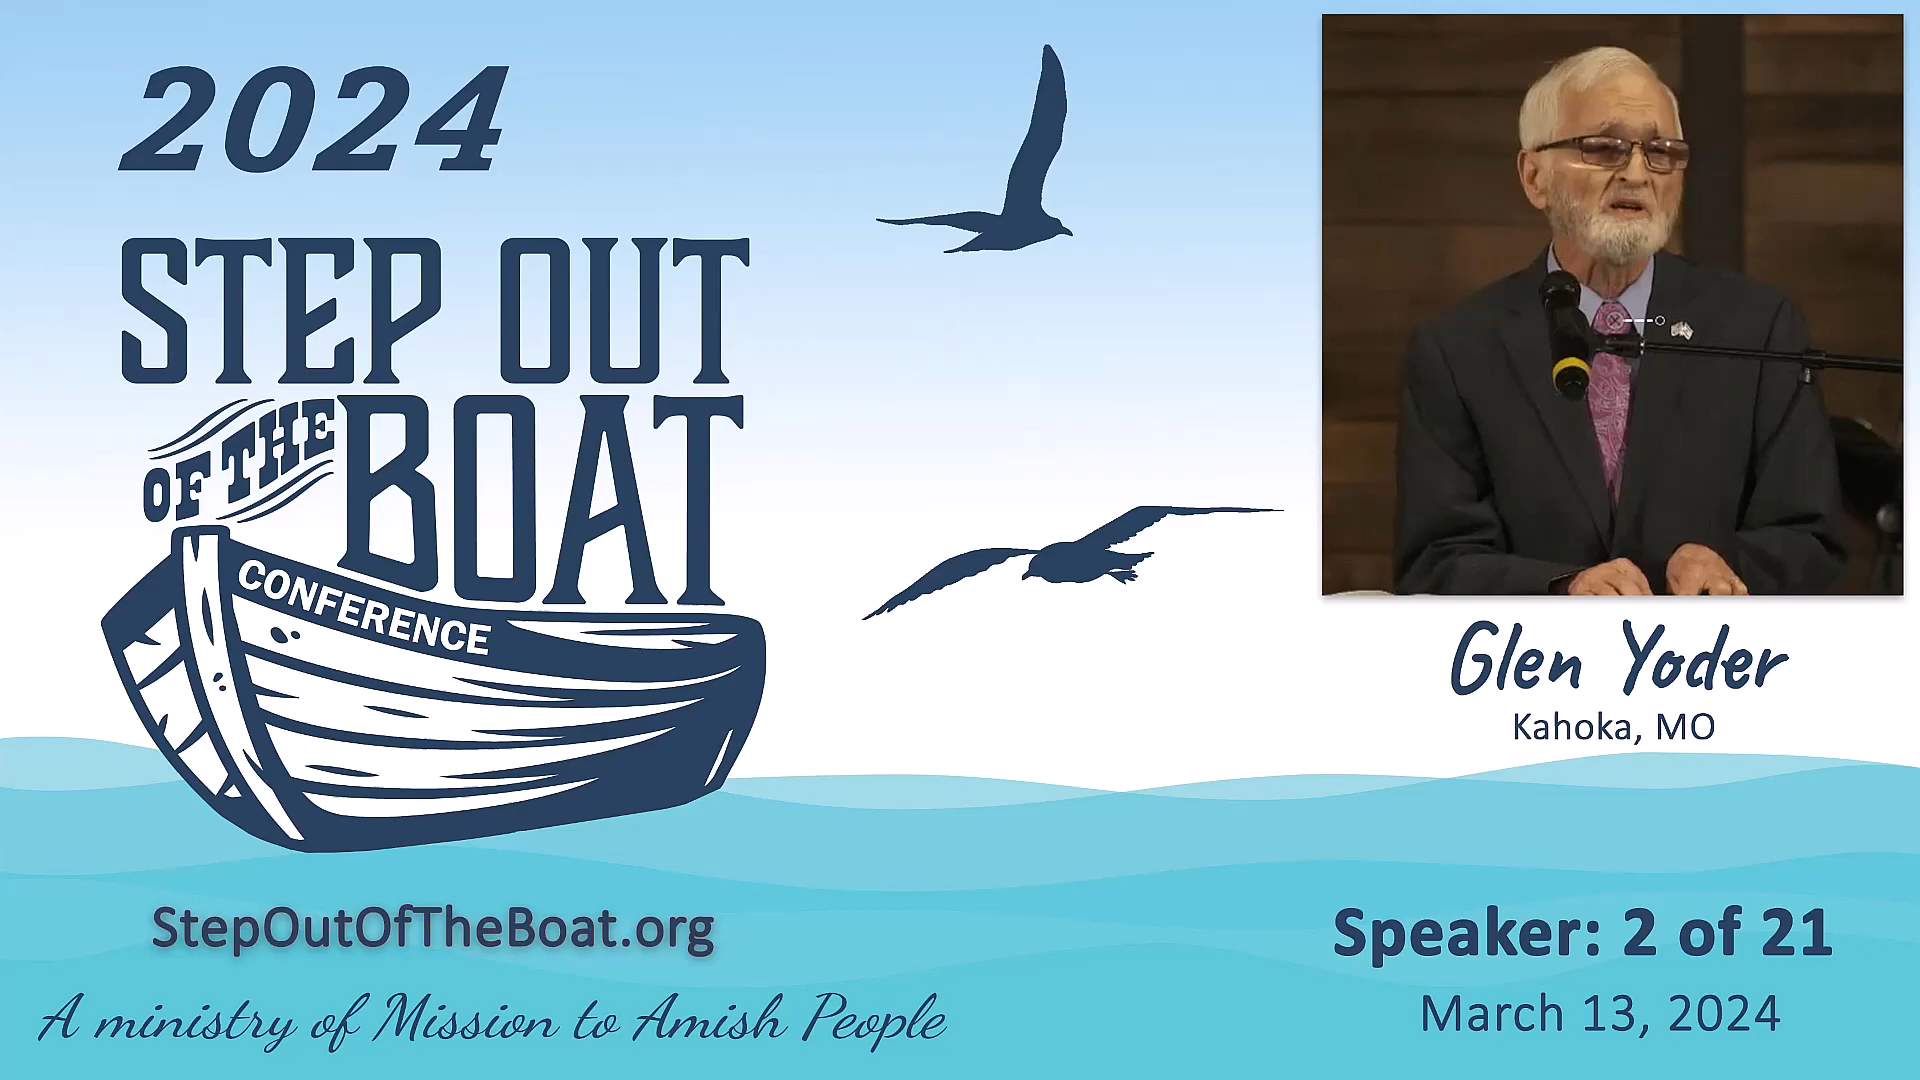 2024
STEP OUT
OF THE BOAT
CONFERENCE
StepOutOfTheBoat.org
A ministry of Mission to Amish People
Glen Yoder
Kahoka, MO
Speaker: 2 of 21
March 13, 2024